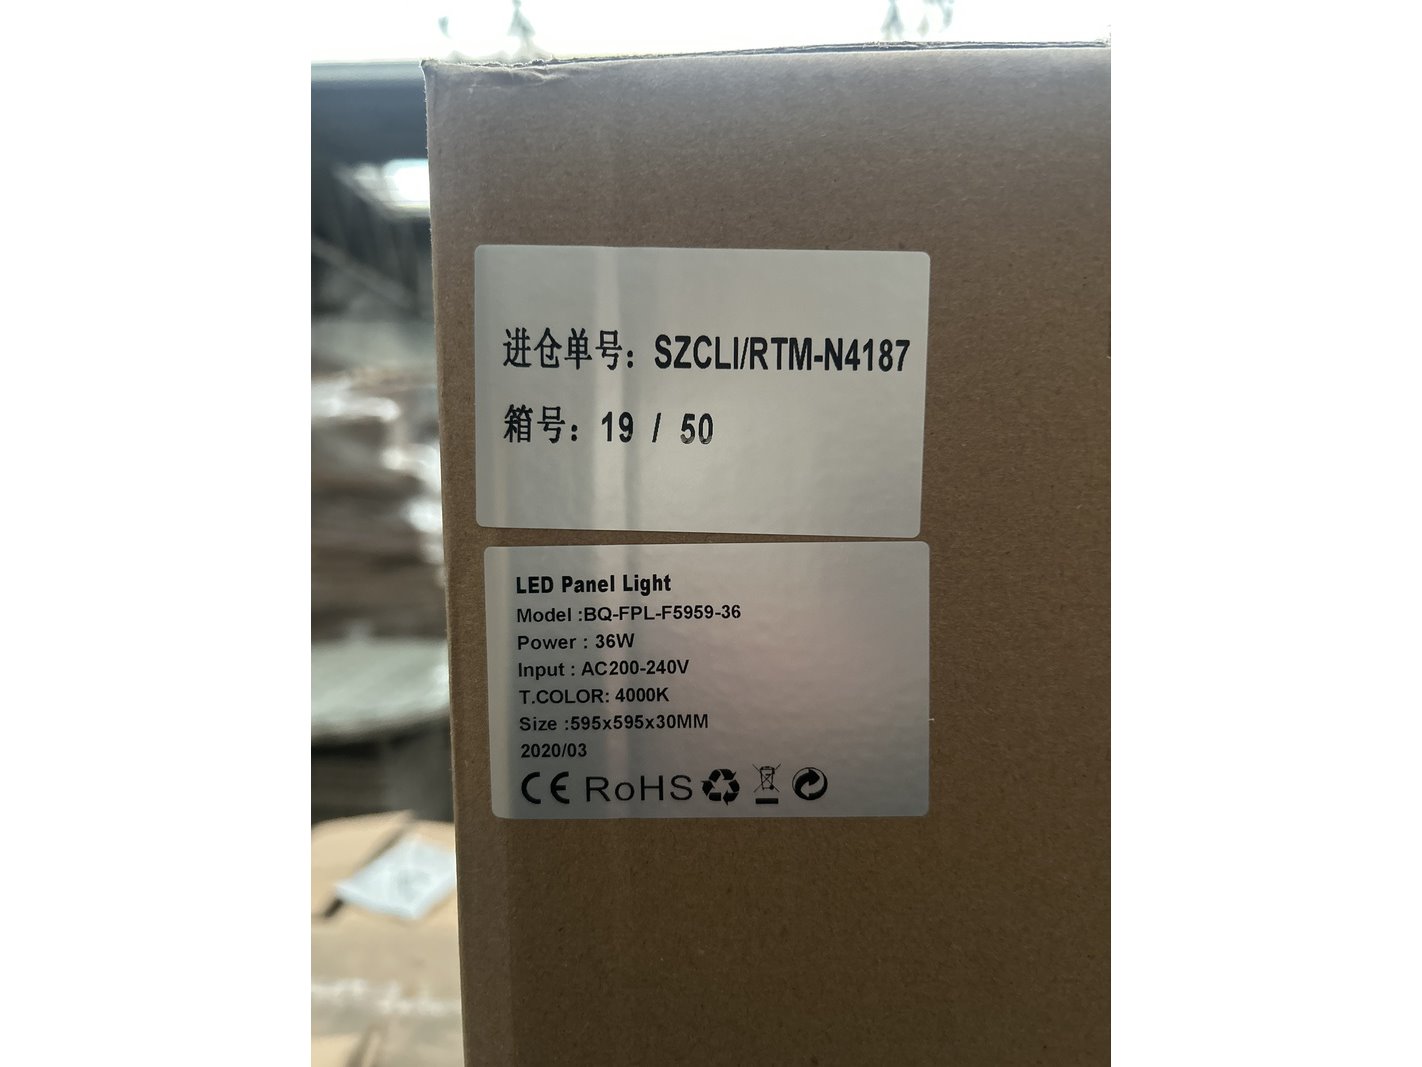 进仓单号: SZCLI/RTM-N4187
箱号: 19 / 50
LED Panel Light
Model :BQ-FPL-F5959-36
Power : 36W
Input : AC200-240V
T.COLOR: 4000K
Size :595x595x30MM
2020/03
CE RoHS